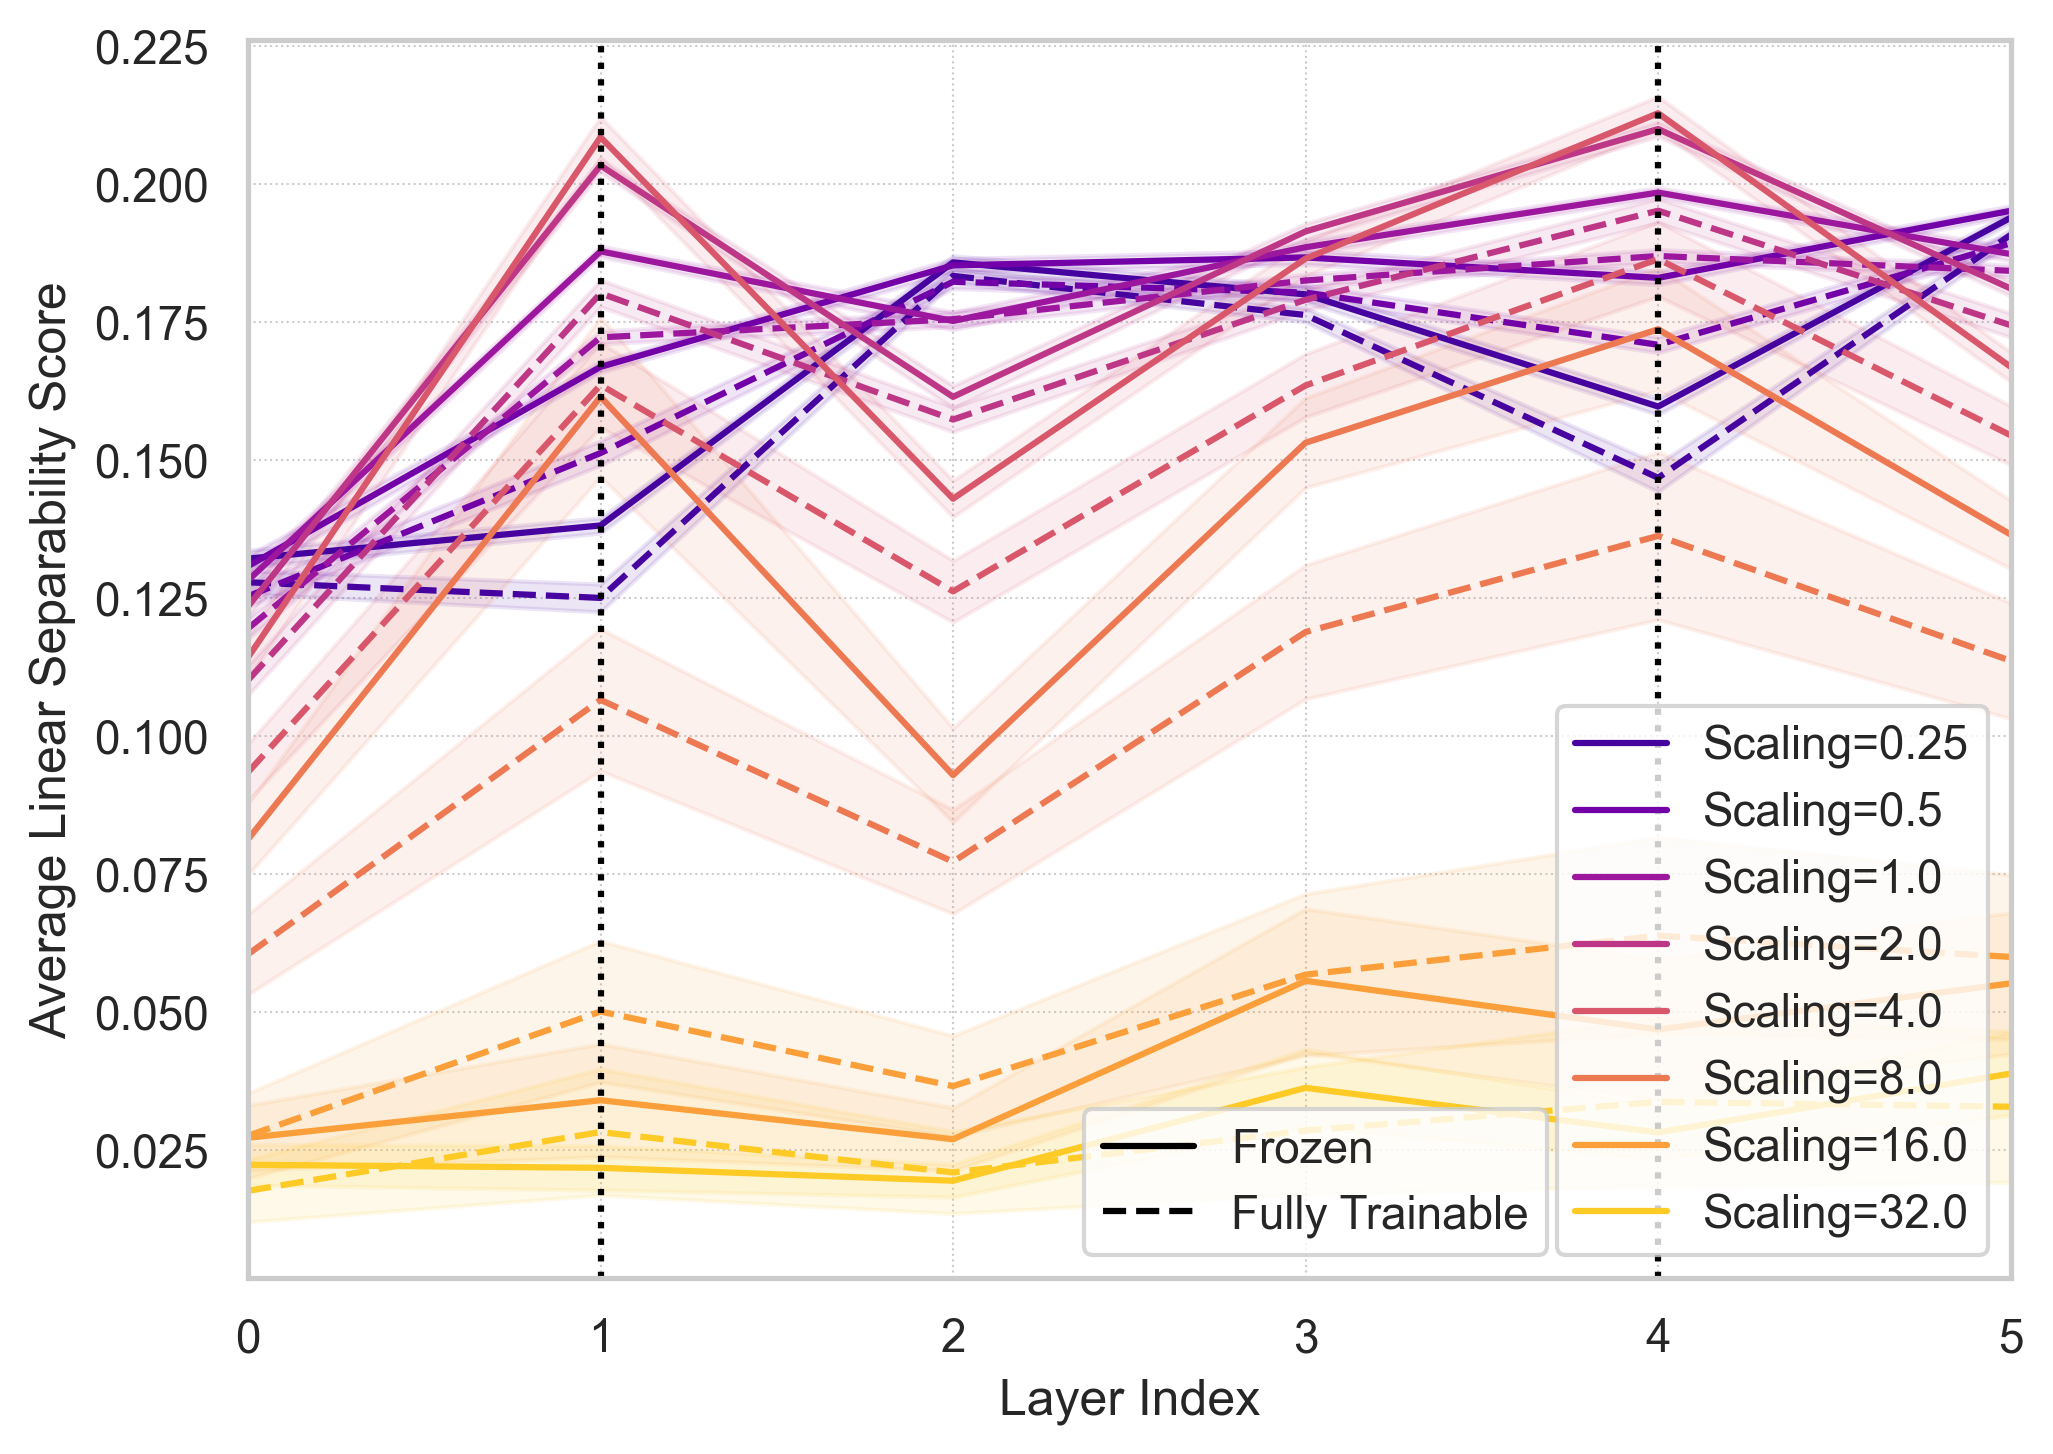 0.225
0.200
0.175
0.150
0.125
0.100
0.075
0.050
0.025
Average Linear Separability Score
Scaling=0.25
Scaling=0.5
Scaling=1.0
Scaling=2.0
Scaling=4.0
Scaling=8.0
Scaling=16.0
Scaling=32.0
Frozen
Fully Trainable
0 1 2 3 4 5
Layer Index